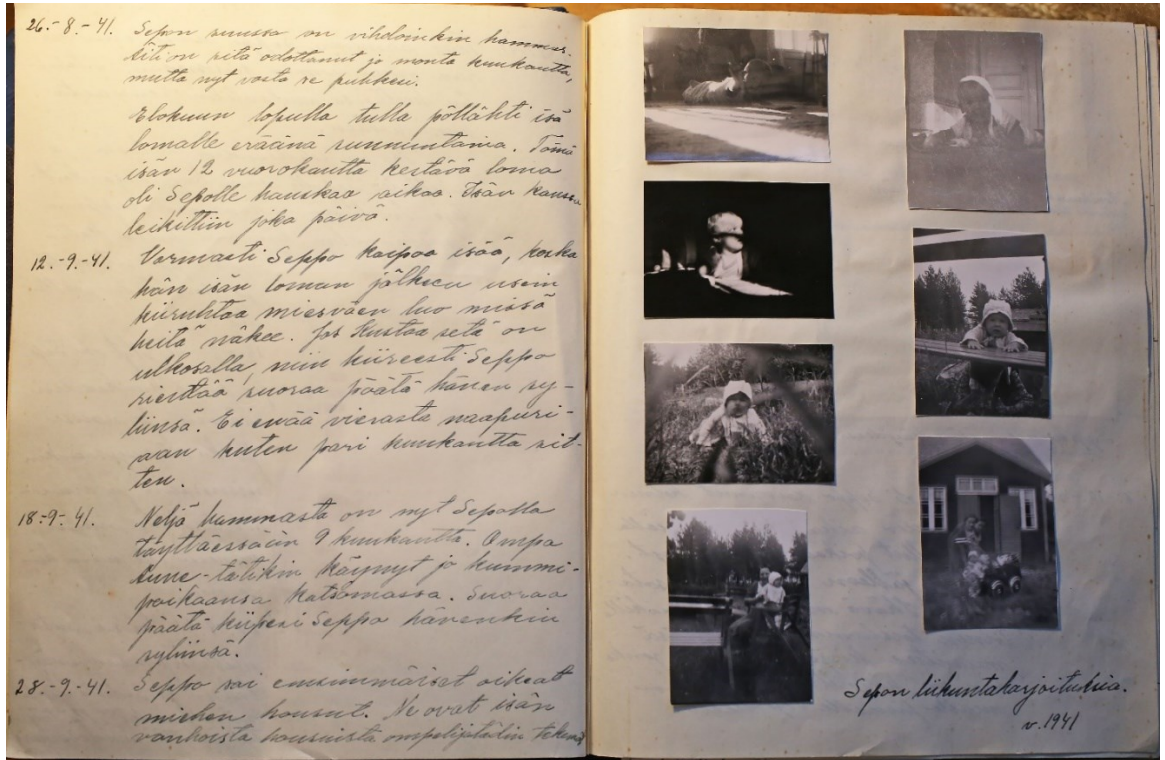 26.-8.-41. Sepon suussa on vihdoinkin hammas.
Äiti on sitä odottanut jo monta kuukautta,
mutta nyt vasta se puhkesi.
Elokuun lopulla tulla pöllähti isä
lomalle eräänä sunnuntaina. Tämä
isän 12 vuorokautta kestävä loma
oli Sepolle hauskaa aikaa. Isän kanssa
leikittiin joka päivä.
12.-9.-41. Varmasti Seppo kaipaa isää, koska
hän isän loman jälkeen usein
kiiruhtaa miesväen luo missä
heitä näkee. Jos Kustaa setä on
ulkosalla, niin kiireesti Seppo
rientää suoraa päätä hänen sy-
liinsä. Ei enää vierasta naapuri-
aan kuten pari kuukautta sit-
ten.
18.-9.-41. Neljä hammasta on nyt Sepolla
täyttäessään 9 kuukautta. Ompa
Aune-tätikin käynyt jo kummi-
poikaansa katsomassa. Suoraa
päätä kiipesi Seppo hänenkin
syliinsä.
28.-9.-41. Seppo sai ensimmäiset oikeat
miehen housut. Ne ovat isän
vanhoista housuista ompelijatädin tekemä
Sepon liikuntaharjoituksia.
v. 1941